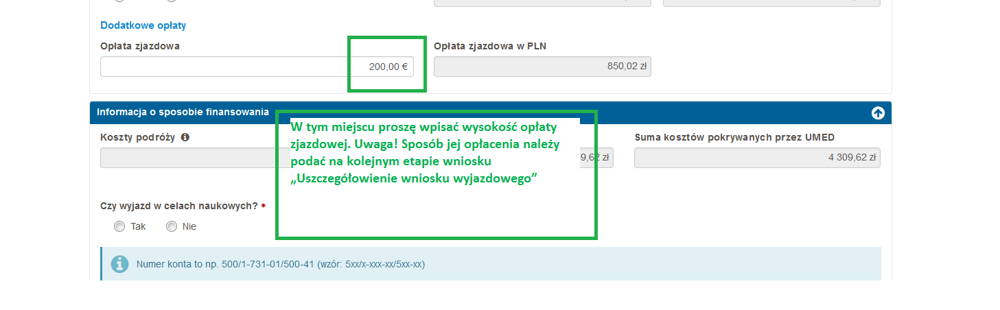 Dodatkowe opłaty
Opłata zjazdowa
Opłata zjazdowa w PLN
200,00 €
850,02 zł
Informacja o sposobie finansowania
W tym miejscu proszę wpisać wysokość opłaty
zjazdowej. Uwaga! Sposób jej opłacenia należy
podać na kolejnym etapie wniosku
„Uszczegółowienie wniosku wyjazdowego”
Koszty podróży
Suma kosztów pokrywanych przez UMED
9,62 zł
4 309,62 zł
Czy wyjazd w celach naukowych? *
Tak
Nie
Numer konta to np. 500/1-731-01/500-41 (wzór: 5xx/x-xxx-xx/5xx-xx)